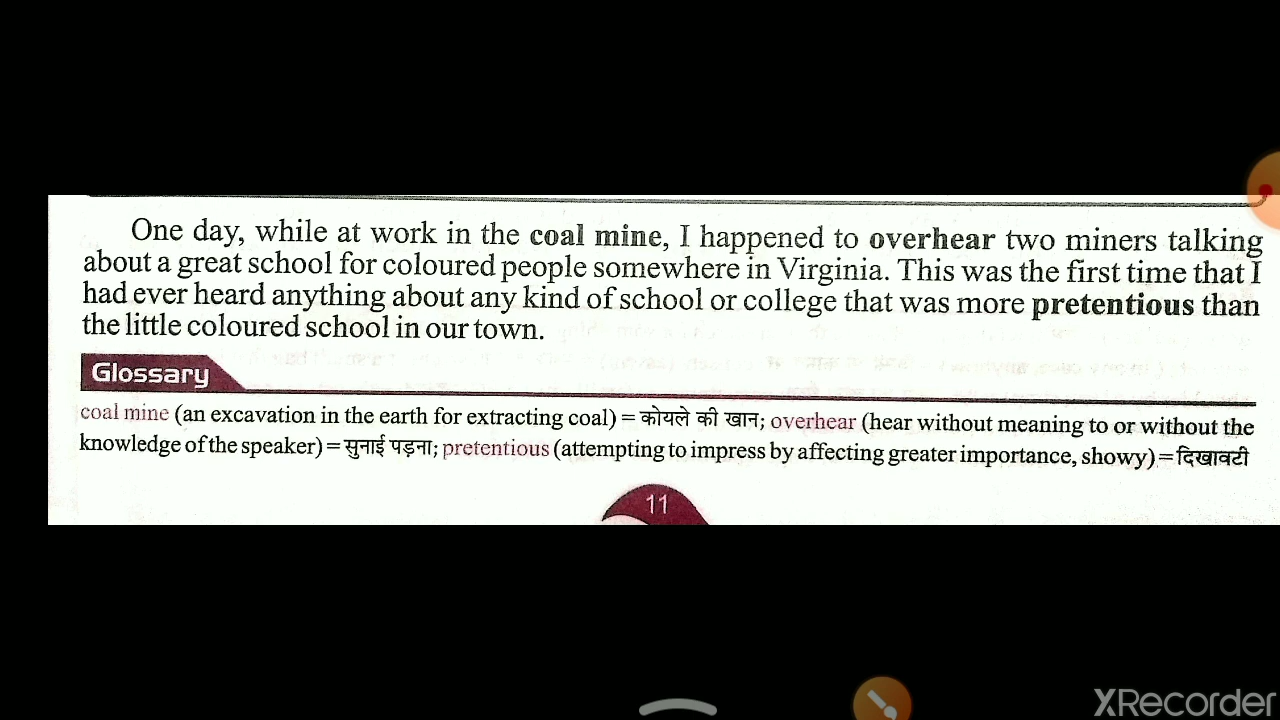 One day, while at work in the coal mine, I happened to overhear two miners talking
about a great school for coloured people somewhere in Virginia. This was the first time that I
had ever heard anything about any kind of school or college that was more pretentious than
the little coloured school in our town.
Glossary
coal mine (an excavation in the earth for extracting coal) = कोयले की खान; overhear (hear without meaning to or without the
knowledge of the speaker) = सुनाई पड़ना; pretentious (attempting to impress by affecting greater importance, showy) = दिखावटी
11
XRecorder